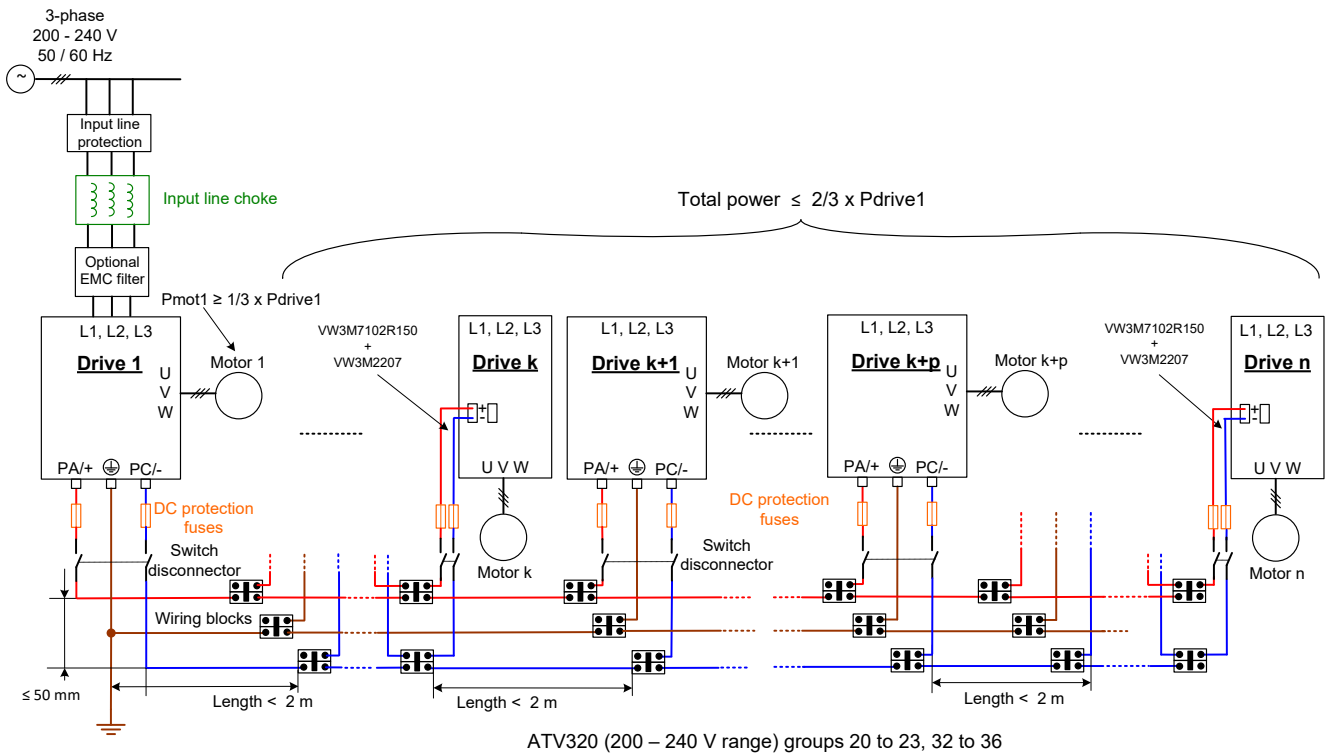 3-phase
200 - 240 V
50 / 60 Hz
~
Input line
protection
Input line choke
Optional
EMC filter
Total power ≤ 2/3 x Pdrive1
Pmot1 ≥ 1/3 x Pdrive1
L1, L2, L3
Drive 1
U
V
W
Motor 1
PA/+
PC/-
VW3M7102R150
+
VW3M2207
L1, L2, L3
Drive k
+
-
U V W
Motor k
L1, L2, L3
Drive k+1
U
V
W
Motor k+1
PA/+
PC/-
L1, L2, L3
Drive k+p
U
V
W
Motor k+p
PA/+
PC/-
VW3M7102R150
+
VW3M2207
L1, L2, L3
Drive n
+
-
U V W
Motor n
DC protection
fuses
Switch
disconnector
DC protection
fuses
Switch
disconnector
Wiring blocks
≤ 50 mm
Length < 2 m
Length < 2 m
Length < 2 m
ATV320 (200 – 240 V range) groups 20 to 23, 32 to 36